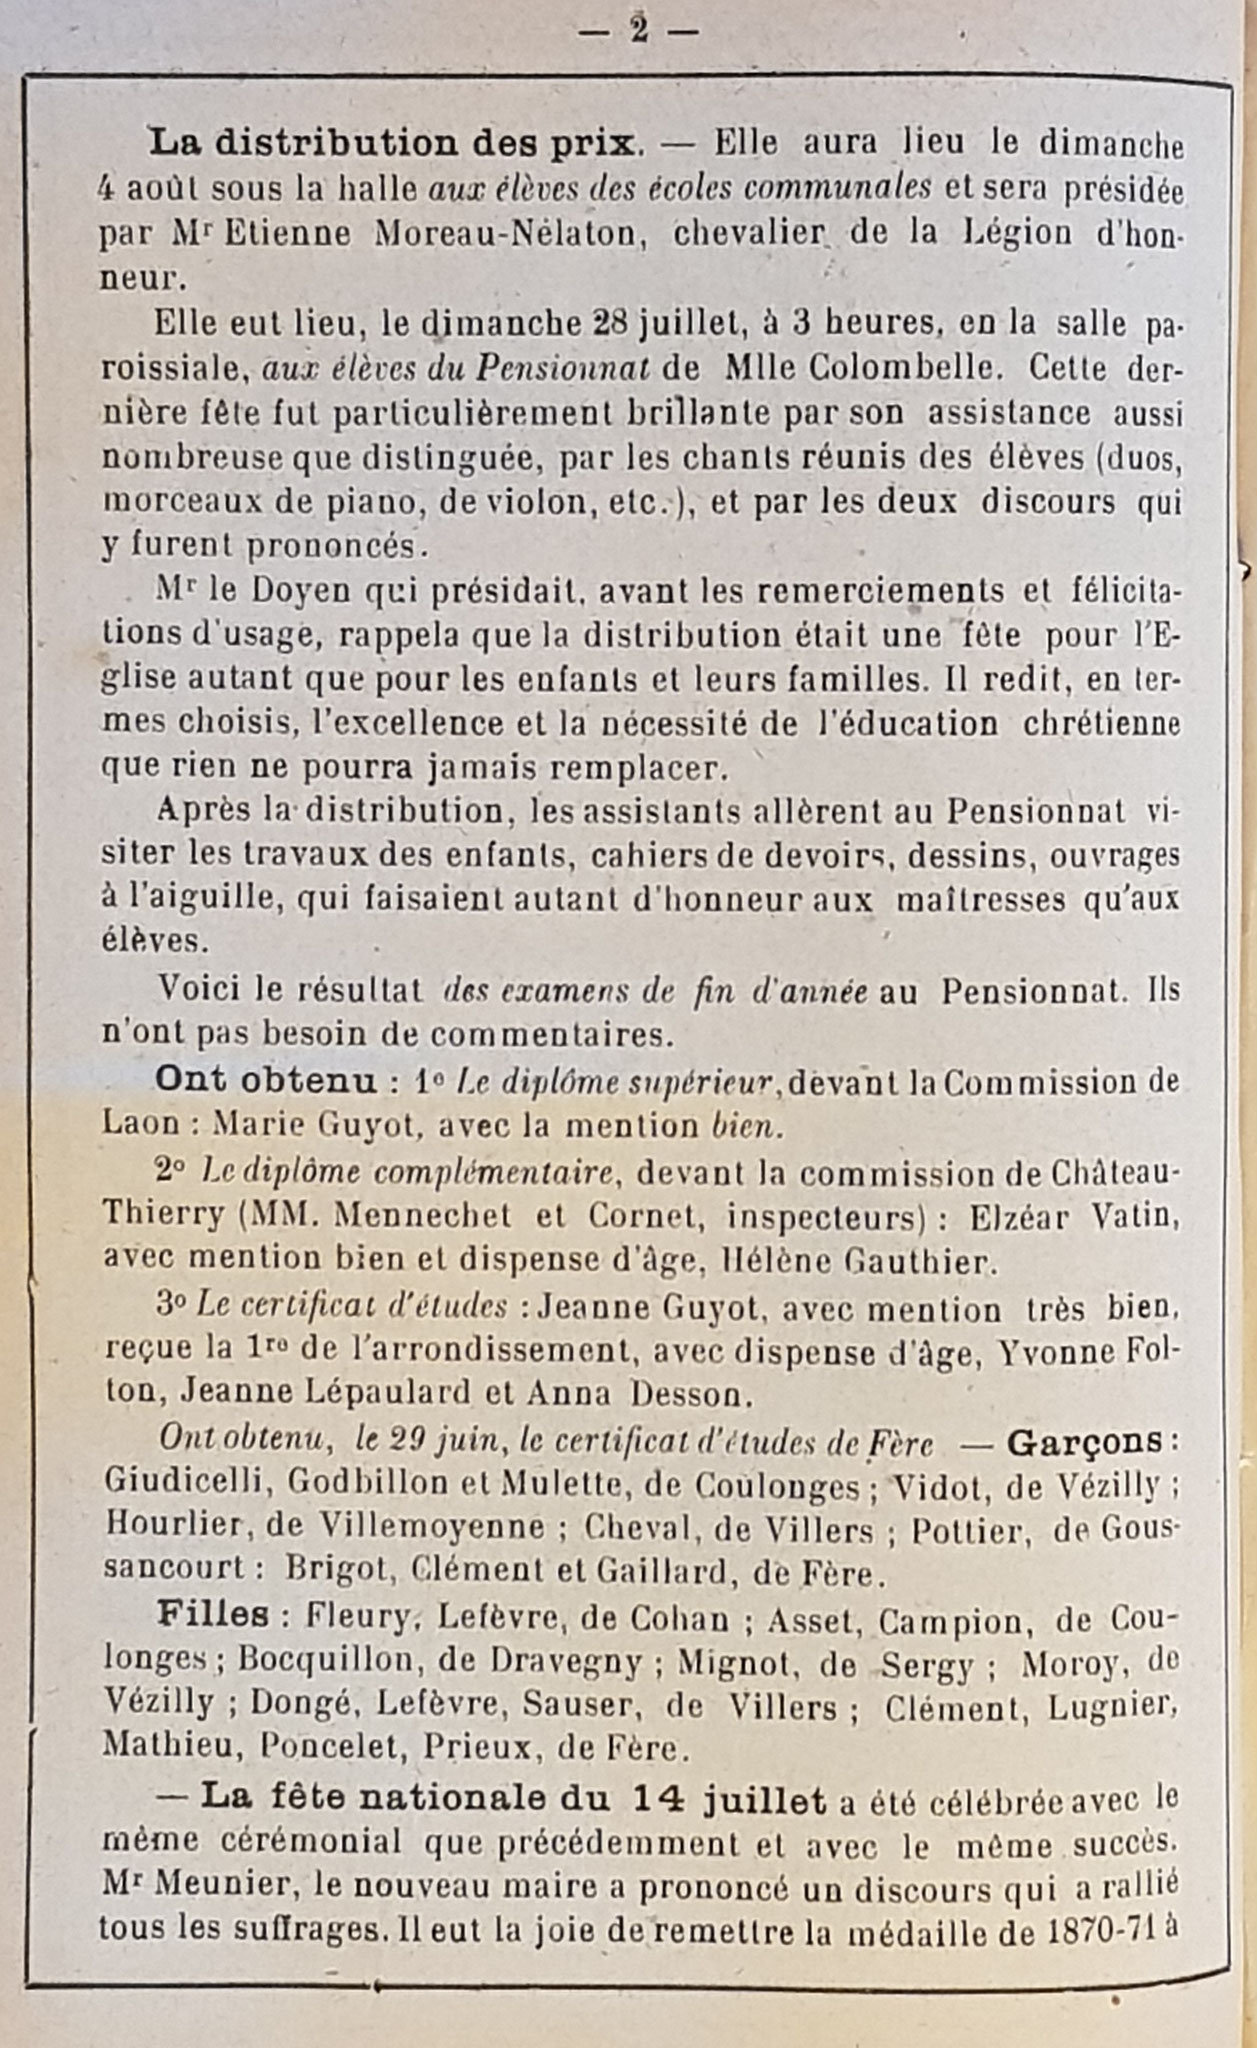 — 2 —
La distribution des prix. — Elle aura lieu le dimanche
4 août sous la halle aux élèves des écoles communales et sera présidée
par Mr Etienne Moreau-Nélaton, chevalier de la Légion d'hon-
neur.
Elle eut lieu, le dimanche 28 juillet, à 3 heures, en la salle pa-
roissiale, aux élèves du Pensionnat de Mlle Colombelle. Cette der-
nière fête fut particulièrement brillante par son assistance aussi
nombreuse que distinguée, par les chants réunis des élèves (duos,
morceaux de piano, de violon, etc.), et par les deux discours qui
y furent prononcés.
Mr le Doyen qui présidait, avant les remerciements et félicita-
tions d'usage, rappela que la distribution était une fête pour l'E-
glise autant que pour les enfants et leurs familles. Il redit, en ter-
mes choisis, l'excellence et la nécessité de l'éducation chrétienne
que rien ne pourra jamais remplacer.
Après la distribution, les assistants allèrent au Pensionnat vi-
siter les travaux des enfants, cahiers de devoirs, dessins, ouvrages
à l'aiguille, qui faisaient autant d'honneur aux maîtresses qu'aux
élèves.
Voici le résultat des examens de fin d'année au Pensionnat. Ils
n'ont pas besoin de commentaires.
Ont obtenu : 1o Le diplôme supérieur, devant la Commission de
Laon : Marie Guyot, avec la mention bien.
2o Le diplôme complémentaire, devant la commission de Château-
Thierry (MM. Mennechet et Cornet, inspecteurs) : Elzéar Vatin,
avec mention bien et dispense d'âge, Hélène Gauthier.
3o Le certificat d'études : Jeanne Guyot, avec mention très bien,
reçue la 1re de l'arrondissement, avec dispense d'âge, Yvonne Fol-
ton, Jeanne Lépaulard et Anna Desson.
Ont obtenu, le 29 juin, le certificat d'études de Fère — Garçons :
Giudicelli, Godbillon et Mulette, de Coulonges ; Vidot, de Vézilly ;
Hourlier, de Villemoyenne ; Cheval, de Villers ; Pottier, de Gous-
sancourt : Brigot, Clément et Gaillard, de Fère.
Filles : Fleury, Lefèvre, de Cohan ; Asset, Campion, de Cou-
longes ; Bocquillon, de Dravegny ; Mignot, de Sergy ; Moroy, de
Vézilly ; Dongé, Lefèvre, Sauser, de Villers ; Clément, Lugnier,
Mathieu, Poncelet, Prieux, de Fère.
— La fête nationale du 14 juillet a été célébrée avec le
même cérémonial que précédemment et avec le même succès.
Mr Meunier, le nouveau maire a prononcé un discours qui a rallié
tous les suffrages. Il eut la joie de remettre la médaille de 1870-71 à